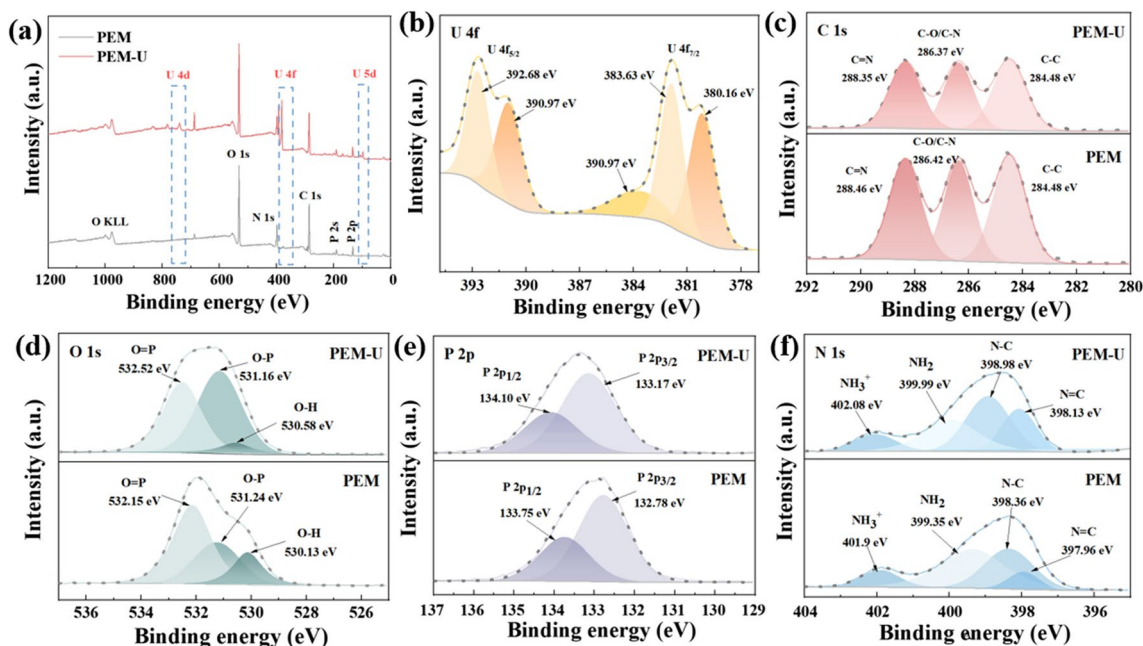 (a)
PEM
PEM-U
U 4d
U 4f
U 5d
O 1s
O KLL
N 1s
C 1s
P 2s
P 2p
1200 1000 800 600 400 200 0
Binding energy (eV)
Intensity (a.u.)
(b)
U 4f
U 4f5/2
392.68 eV
390.97 eV
U 4f7/2
383.63 eV
380.16 eV
390.97 eV
393 390 387 384 381 378
Binding energy (eV)
Intensity (a.u.)
(c)
C 1s
PEM-U
C=N
288.35 eV
C-O/C-N
286.37 eV
C-C
284.48 eV
PEM
C=N
288.46 eV
C-O/C-N
286.42 eV
C-C
284.48 eV
292 290 288 286 284 282 280
Binding energy (eV)
Intensity (a.u.)
(d)
O 1s
PEM-U
O=P
532.52 eV
O-P
531.16 eV
O-H
530.58 eV
PEM
O=P
532.15 eV
O-P
531.24 eV
O-H
530.13 eV
536 534 532 530 528 526
Binding energy (eV)
Intensity (a.u.)
(e)
P 2p
PEM-U
P 2p1/2
134.10 eV
P 2p3/2
133.17 eV
PEM
P 2p1/2
133.75 eV
P 2p3/2
132.78 eV
137 136 135 134 133 132 131 130 129
Binding energy (eV)
Intensity (a.u.)
(f)
N 1s
PEM-U
NH3+
402.08 eV
NH2
399.99 eV
N-C
398.98 eV
N=C
398.13 eV
PEM
NH3+
401.9 eV
NH2
399.35 eV
N-C
398.36 eV
N=C
397.96 eV
404 402 400 398 396
Binding energy (eV)
Intensity (a.u.)